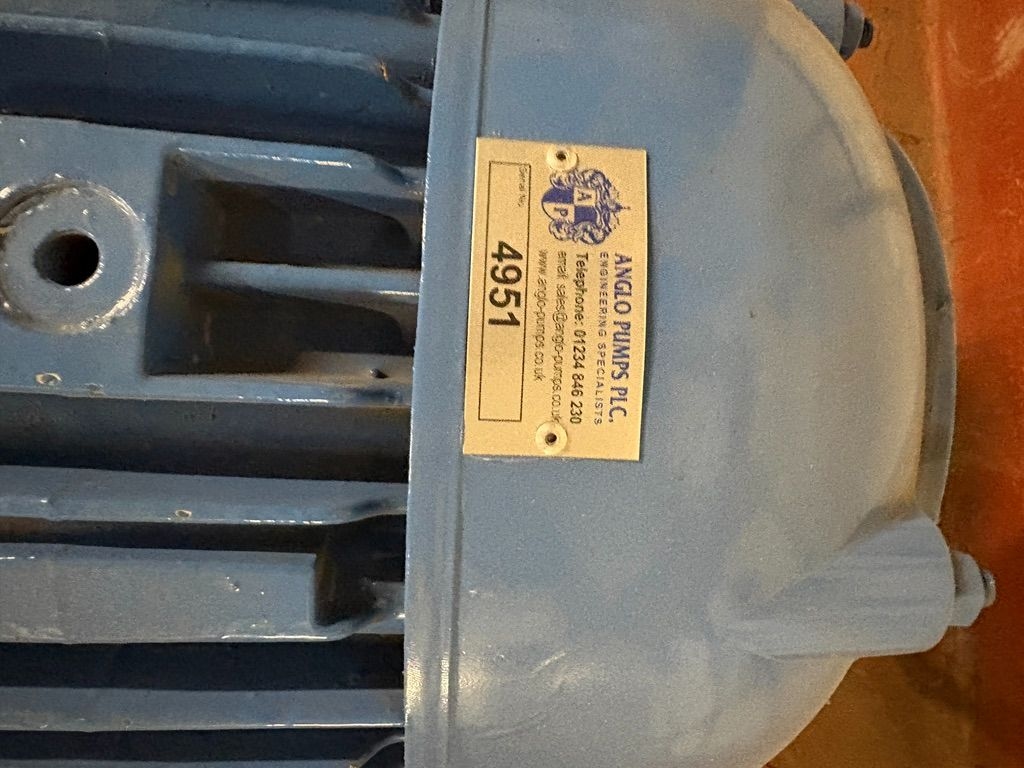 A
P
ANGLO PUMPS PLC.
ENGINEERING SPECIALISTS
Telephone: 01234 846 230
email: sales@anglo-pumps.co.uk
www.anglo-pumps.co.uk
Serial No:
4951